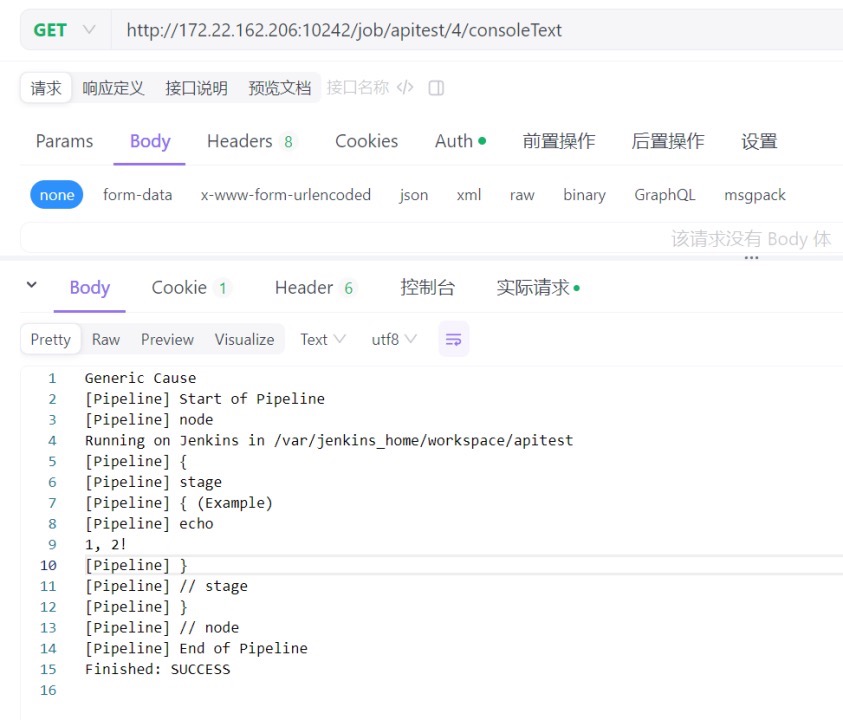 GET http://172.22.162.206:10242/job/apitest/4/consoleText
请求 响应定义 接口说明 预览文档 接口名称 </>
Params Body Headers 8 Cookies Auth 前置操作 后置操作 设置
none form-data x-www-form-urlencoded json xml raw binary GraphQL msgpack
该请求没有 Body 体
...
Body Cookie 1 Header 6 控制台 实际请求
Pretty Raw Preview Visualize Text utf8
1 Generic Cause
2 [Pipeline] Start of Pipeline
3 [Pipeline] node
4 Running on Jenkins in /var/jenkins_home/workspace/apitest
5 [Pipeline] {
6 [Pipeline] stage
7 [Pipeline] { (Example)
8 [Pipeline] echo
9 1, 2!
10 [Pipeline] }
11 [Pipeline] // stage
12 [Pipeline] }
13 [Pipeline] // node
14 [Pipeline] End of Pipeline
15 Finished: SUCCESS
16